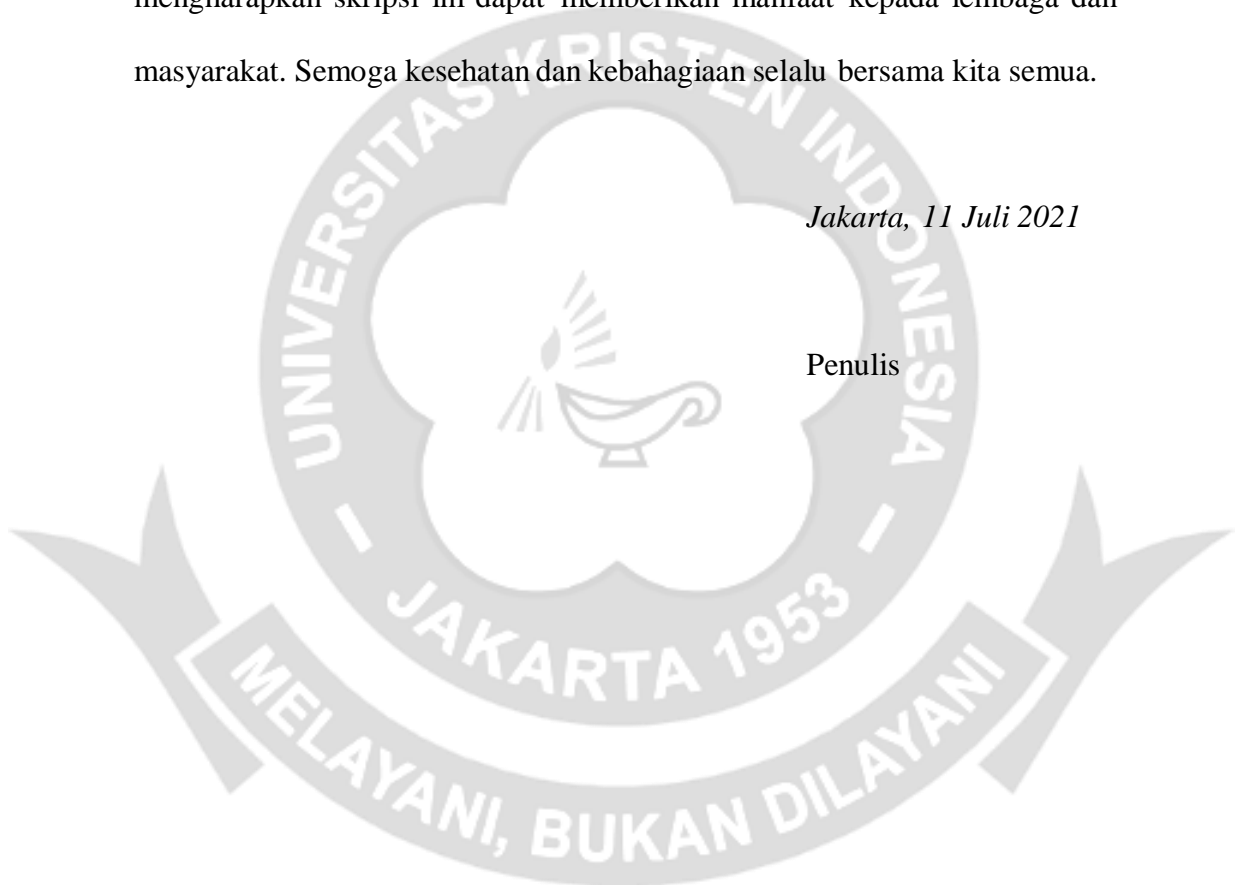 mengharapkan skripsi ini dapat memberikan manfaat kepada lembaga dan
masyarakat. Semoga kesehatan dan kebahagiaan selalu bersama kita semua.
Jakarta, 11 Juli 2021
Penulis
UNIVERSITAS KRISTEN INDONESIA
JAKARTA 1953
MELAYANI, BUKAN DILAYANI